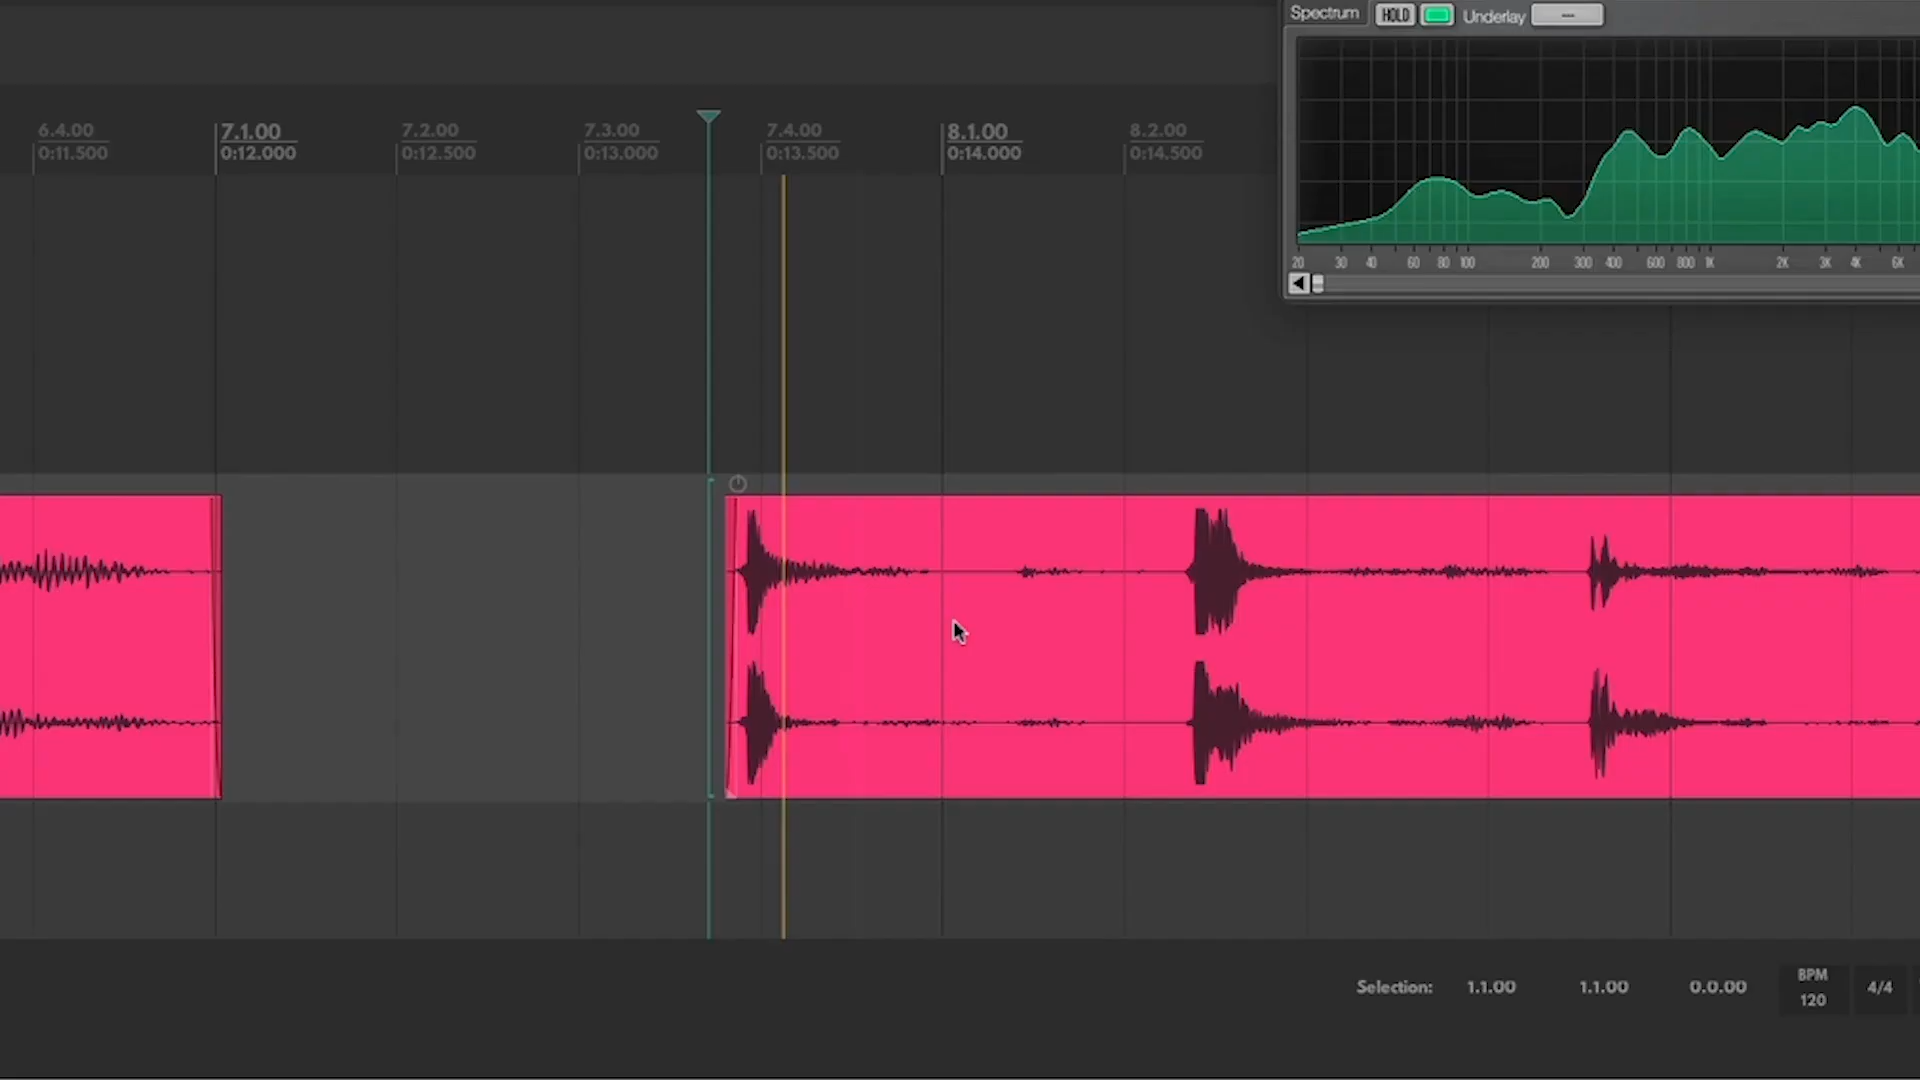 Spectrum HOLD Underlay —
6.4.00 7.1.00 7.2.00 7.3.00 7.4.00 8.1.00 8.2.00
0:11.500 0:12.000 0:12.500 0:13.000 0:13.500 0:14.000 0:14.500
20 30 40 60 80 100 200 300 400 600 800 1K 2K 3K 4K 6K
Selection: 1.1.00 1.1.00 0.0.00
BPM
120
4/4